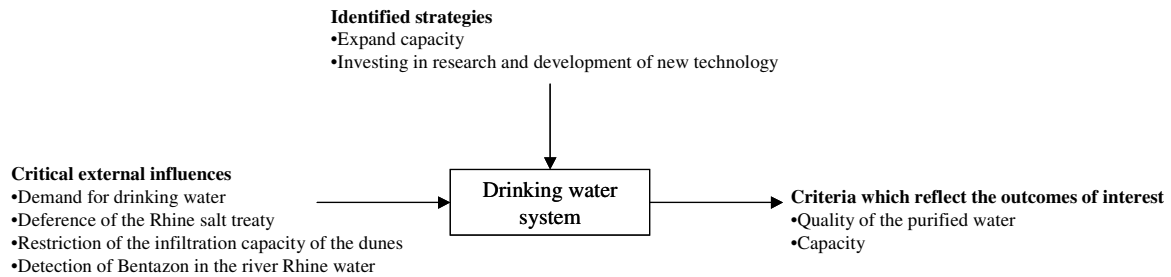 Identified strategies
•Expand capacity
•Investing in research and development of new technology
Critical external influences
•Demand for drinking water
•Deference of the Rhine salt treaty
•Restriction of the infiltration capacity of the dunes
•Detection of Bentazon in the river Rhine water
Drinking water
system
Criteria which reflect the outcomes of interest
•Quality of the purified water
•Capacity